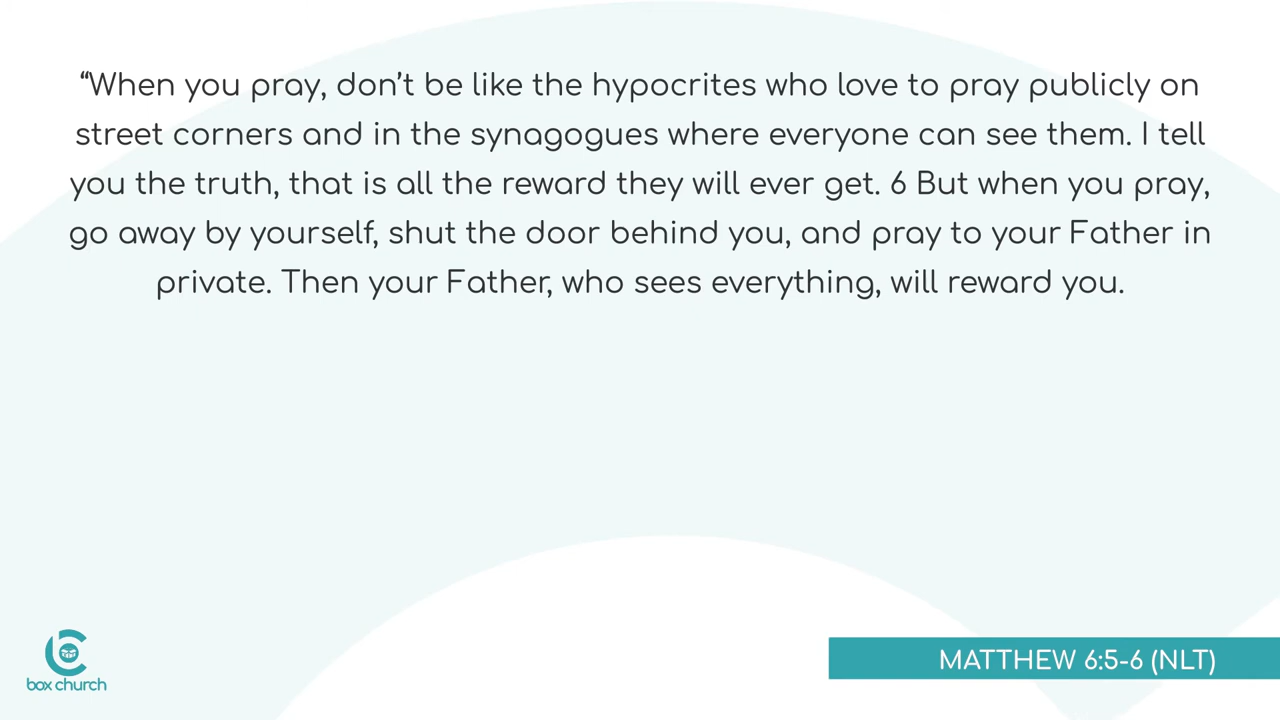 “When you pray, don’t be like the hypocrites who love to pray publicly on
street corners and in the synagogues where everyone can see them. I tell
you the truth, that is all the reward they will ever get. 6 But when you pray,
go away by yourself, shut the door behind you, and pray to your Father in
private. Then your Father, who sees everything, will reward you.
box church
MATTHEW 6:5-6 (NLT)